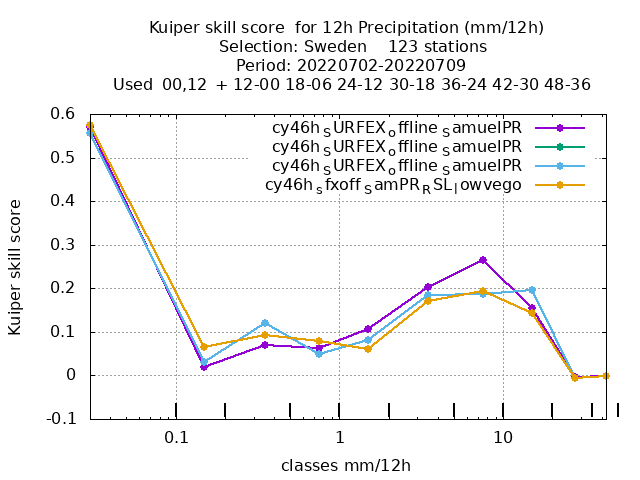 Kuiper skill score for 12h Precipitation (mm/12h)
Selection: Sweden 123 stations
Period: 20220702-20220709
Used 00,12 + 12-00 18-06 24-12 30-18 36-24 42-30 48-36
cy46h_SURFEX_offline_SamuelPR
cy46h_SURFEX_offline_SamuelPR
cy46h_SURFEX_offline_SamuelPR
cy46h_sfxoff_SamPR_RSL_lowvego
0.6
0.5
0.4
0.3
0.2
0.1
0
-0.1
Kuiper skill score
0.1 1 10
classes mm/12h